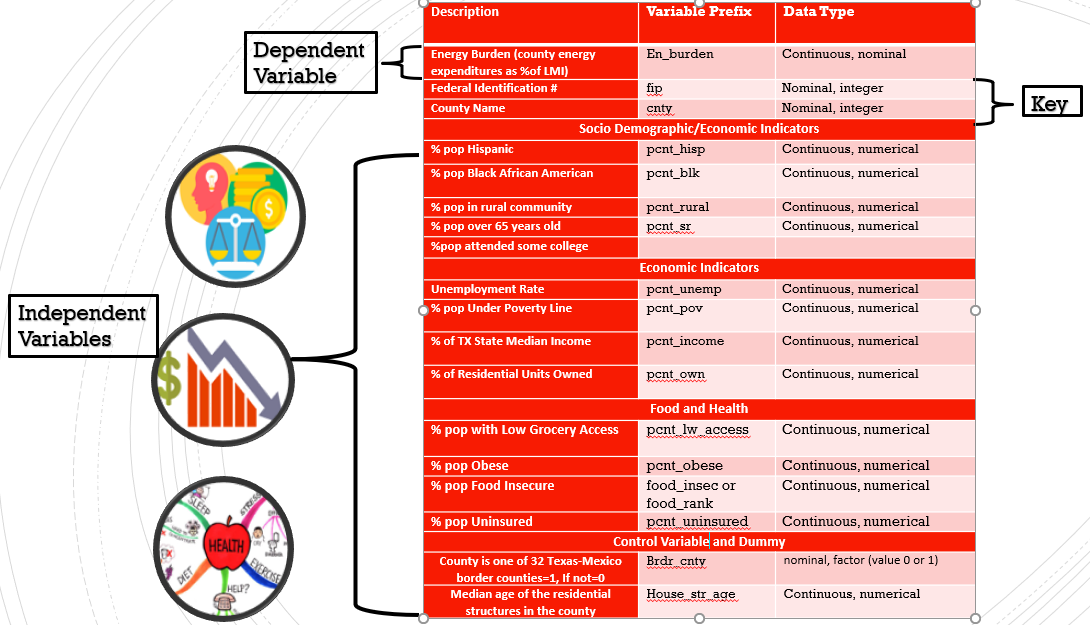 Description Variable Prefix Data Type
Dependent
Variable
Energy Burden (county energy
expenditures as %of LMI) En_burden Continuous, nominal
Federal Identification # fip Nominal, integer
County Name cnty Nominal, integer
Key
Socio Demographic/Economic Indicators
% pop Hispanic pcnt_hisp Continuous, numerical
% pop Black African American pcnt_blk Continuous, numerical
% pop in rural community pcnt_rural Continuous, numerical
% pop over 65 years old pcnt_sr Continuous, numerical
%pop attended some college
Economic Indicators
Independent
Variables
Unemployment Rate pcnt_unemp Continuous, numerical
% pop Under Poverty Line pcnt_pov Continuous, numerical
% of TX State Median Income pcnt_income Continuous, numerical
% of Residential Units Owned pcnt_own Continuous, numerical
$
$
Food and Health
% pop with Low Grocery Access pcnt_lw_access Continuous, numerical
% pop Obese pcnt_obese Continuous, numerical
% pop Food Insecure food_insec or Continuous, numerical
food_rank
% pop Uninsured pcnt_uninsured Continuous, numerical
Control Variable and Dummy
County is one of 32 Texas-Mexico Brdr_cnty nominal, factor (value 0 or 1)
border counties=1, If not=0
Median age of the residential House_str_age Continuous, numerical
structures in the county
SLEEP
STRESS
HEALTH
DIET
EXERCISE
HELP?